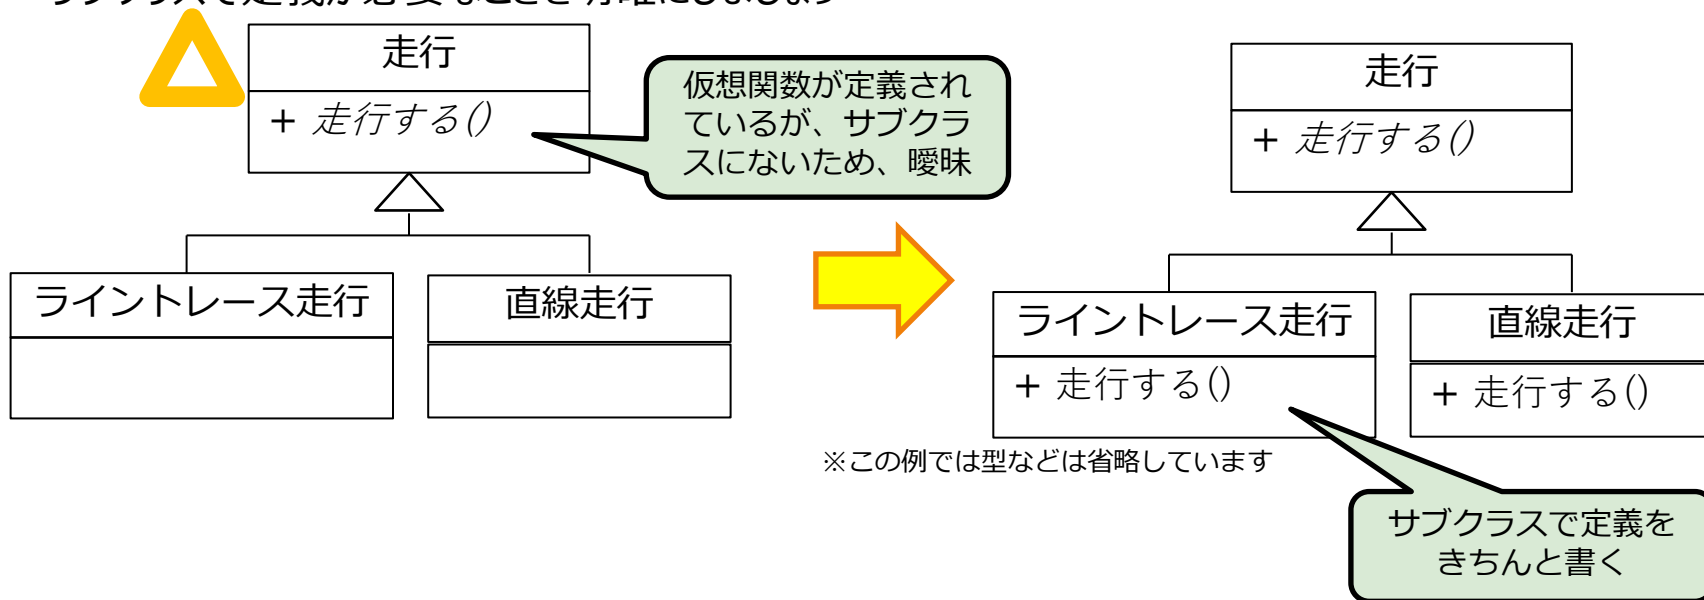 走行
+ 走行する()
仮想関数が定義され
ているが、サブクラ
スにないため、曖昧
ライントレース走行
直線走行
走行
+ 走行する()
ライントレース走行
+ 走行する()
直線走行
+ 走行する()
※この例では型などは省略しています
サブクラスで定義を
きちんと書く